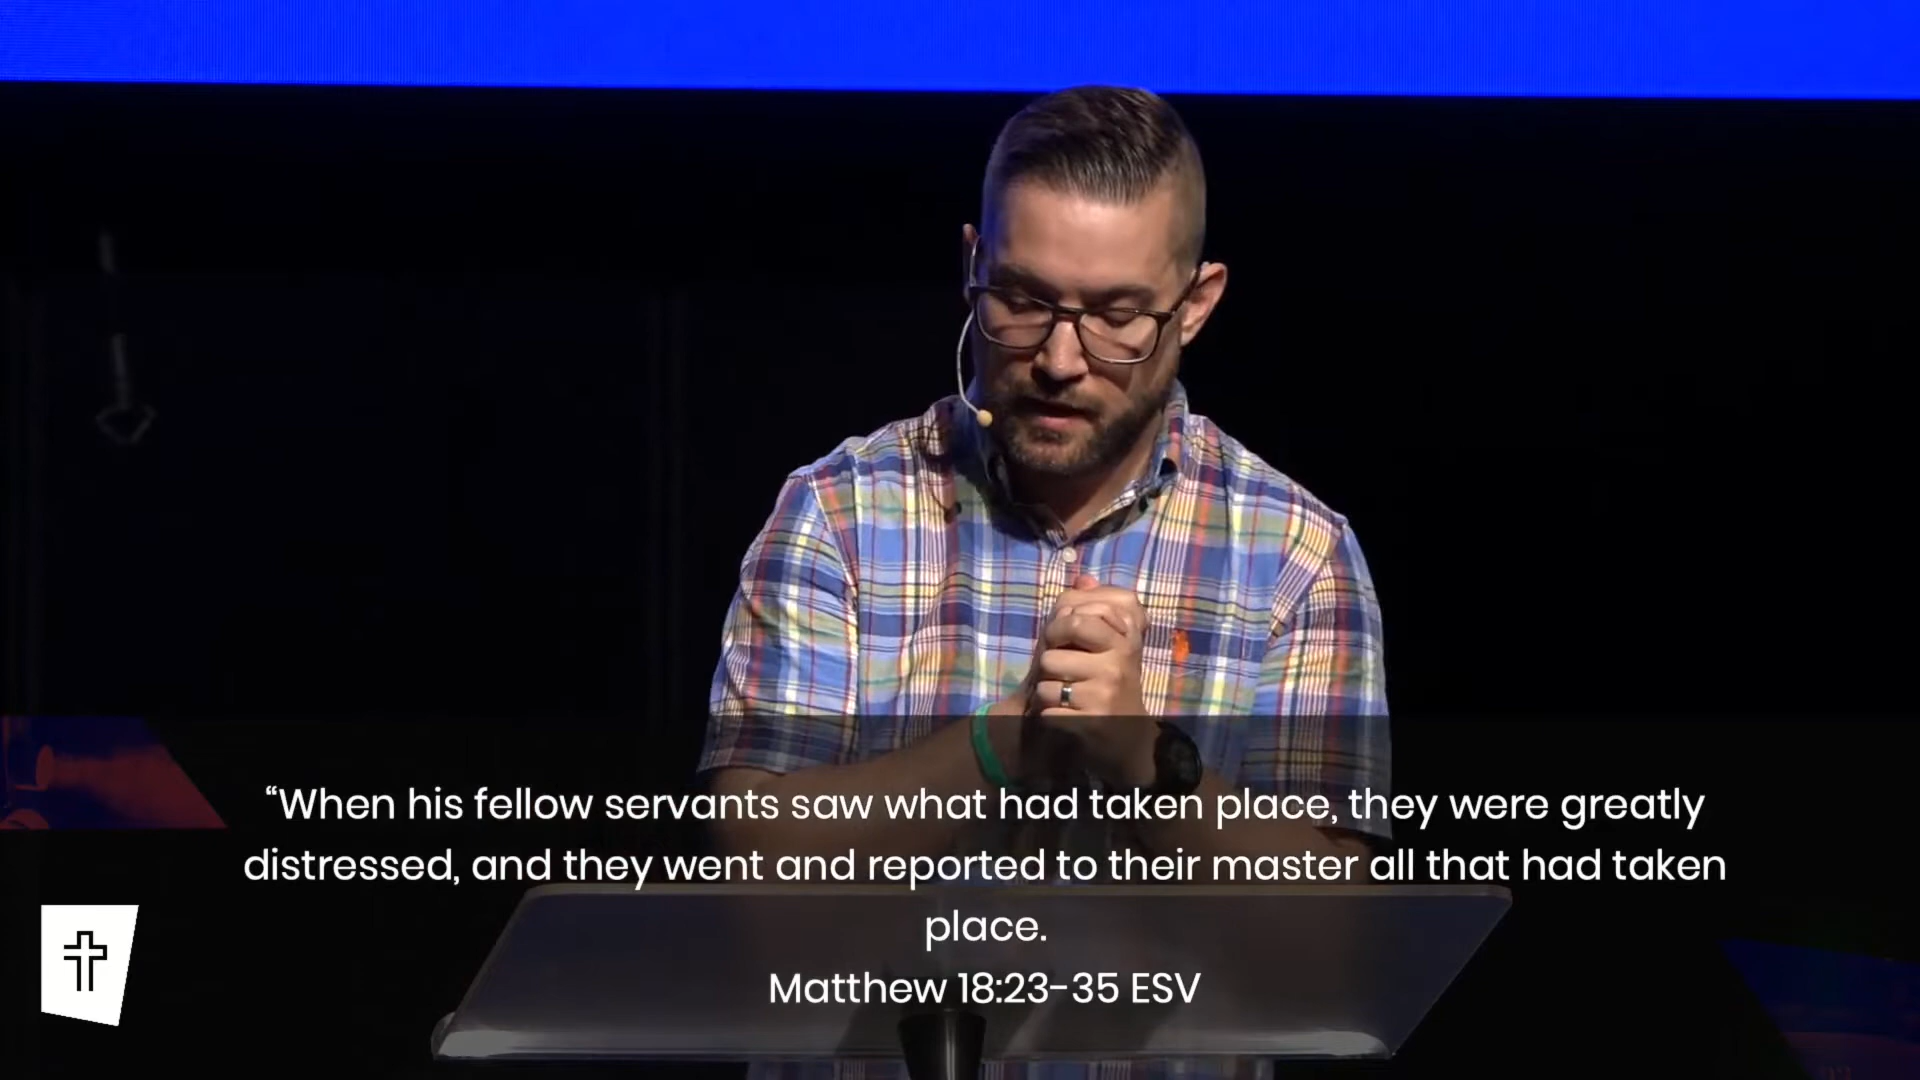 “When his fellow servants saw what had taken place, they were greatly
distressed, and they went and reported to their master all that had taken
place.
Matthew 18:23-35 ESV